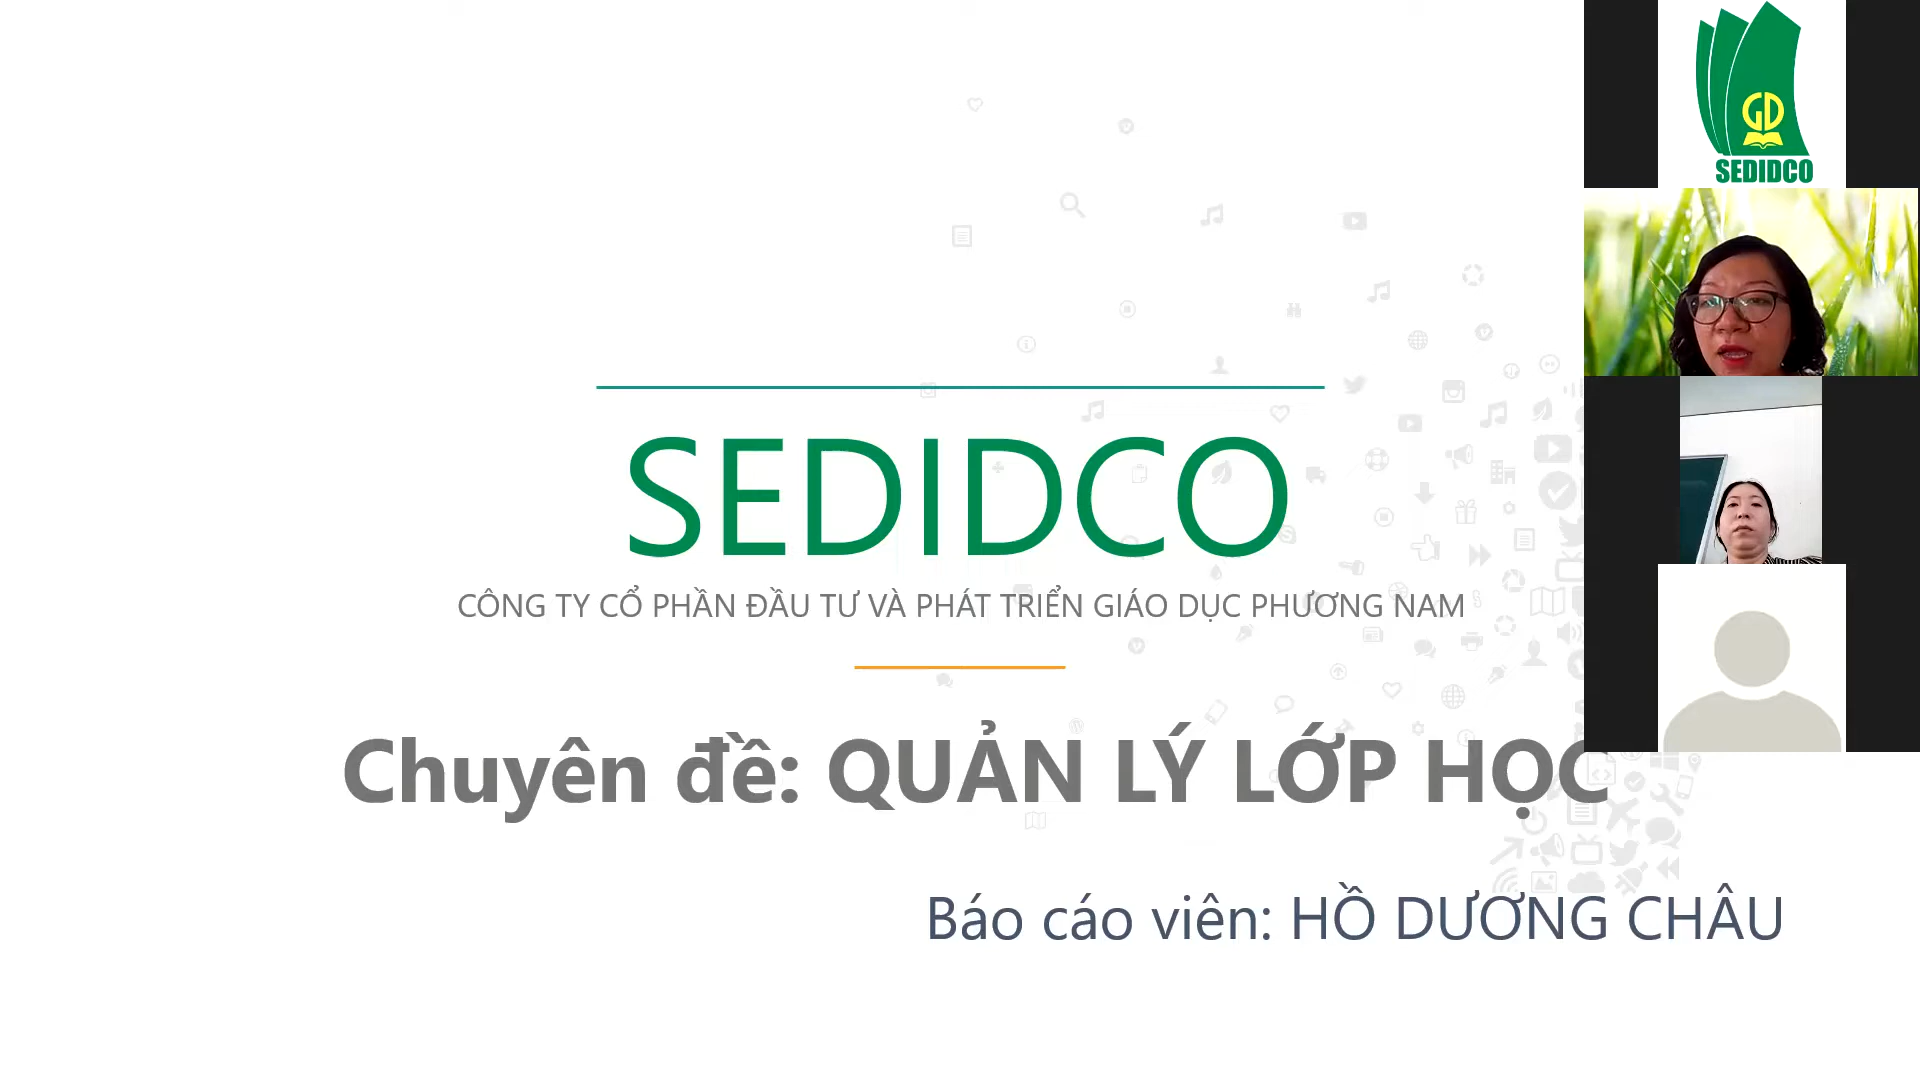 GD
SEDIDCO
SEDIDCO
CÔNG TY CỔ PHẦN ĐẦU TƯ VÀ PHÁT TRIỂN GIÁO DỤC PHƯƠNG NAM
Chuyên đề: QUẢN LÝ LỚP HỌC
Báo cáo viên: HỒ DƯƠNG CHÂU